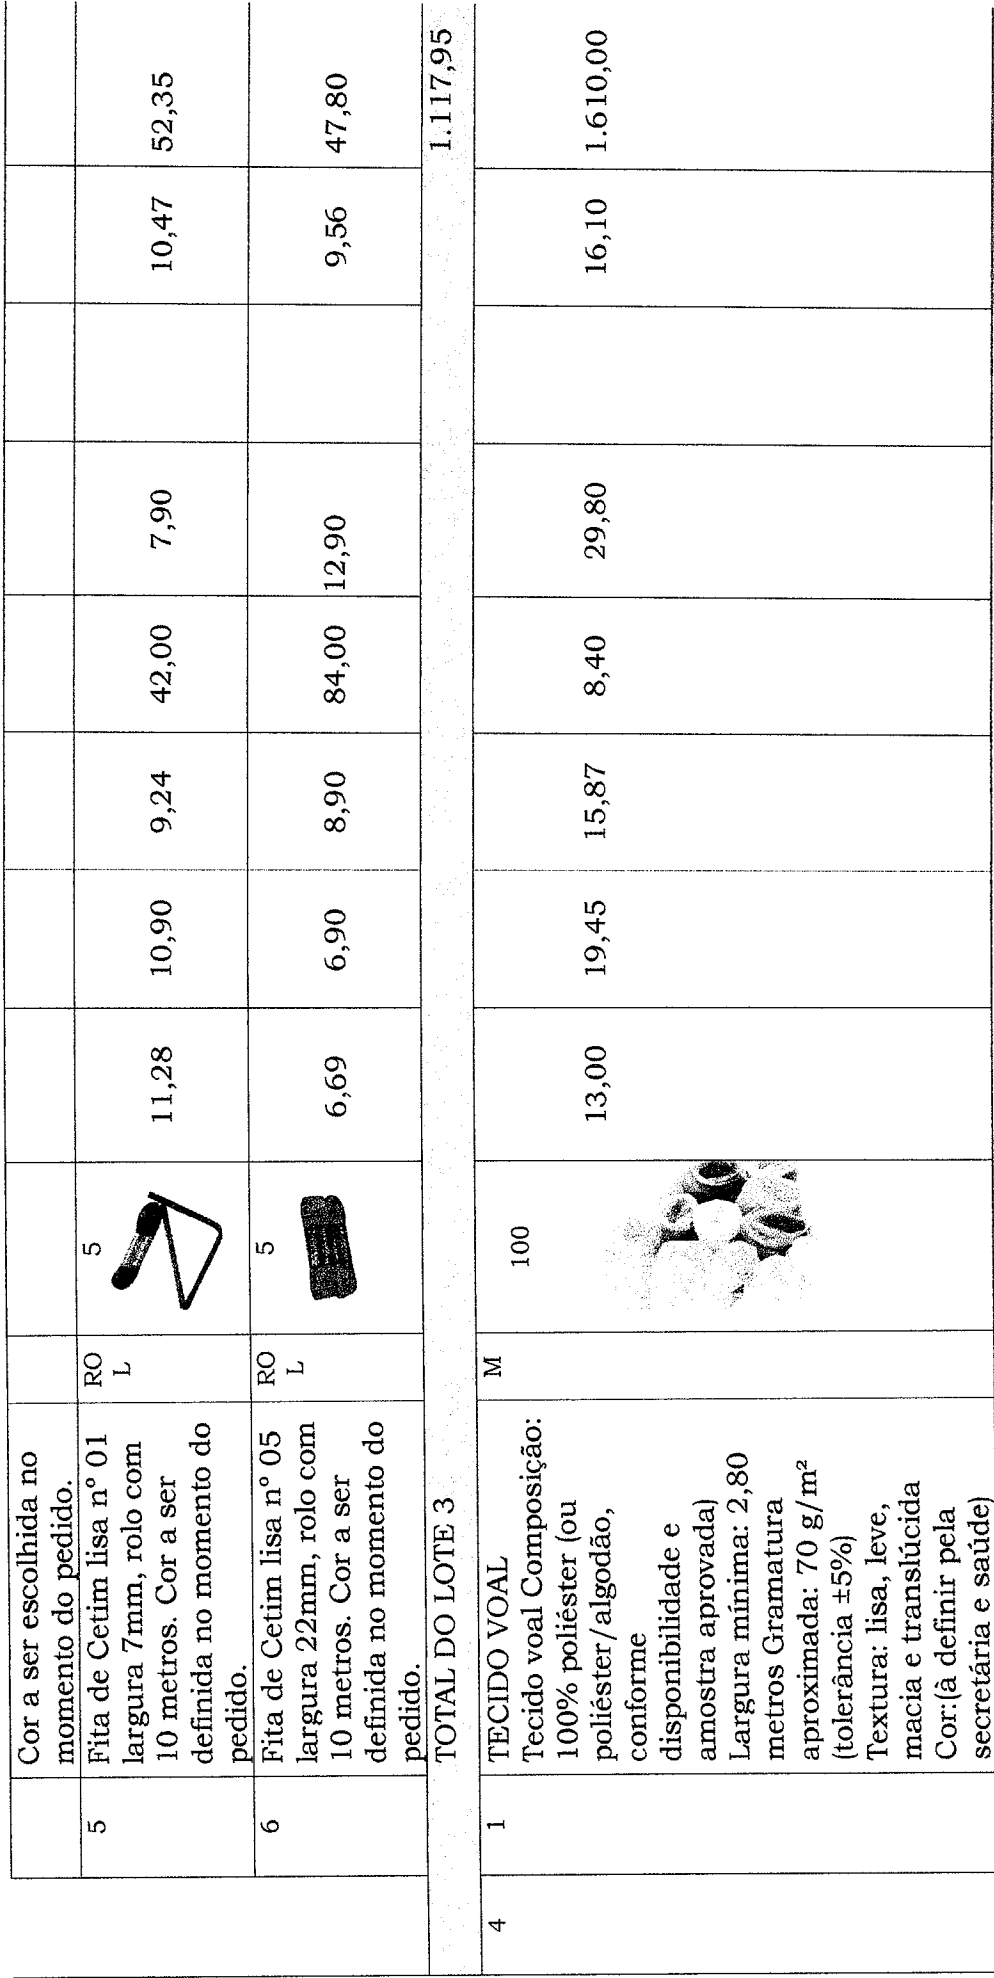 Cor a ser escolhida no
momento do pedido.
5
Fita de Cetim lisa nº 01
largura 7mm, rolo com
10 metros. Cor a ser
definida no momento do
pedido.
RO
L
5
11,28
10,90
9,24
42,00
7,90
10,47
52,35
6
Fita de Cetim lisa nº 05
largura 22mm, rolo com
10 metros. Cor a ser
definida no momento do
pedido.
RO
L
5
6,69
6,90
8,90
84,00
12,90
9,56
47,80
TOTAL DO LOTE 3
1.117,95
4
1
TECIDO VOAL
Tecido voal Composição:
100% poliéster (ou
poliéster/algodão,
conforme
disponibilidade e
amostra aprovada)
Largura mínima: 2,80
metros Gramatura
aproximada: 70 g/m²
(tolerância ±5%)
Textura: lisa, leve,
macia e translúcida
Cor:(à definir pela
secretária e saúde)
M
100
13,00
19,45
15,87
8,40
29,80
16,10
1.610,00